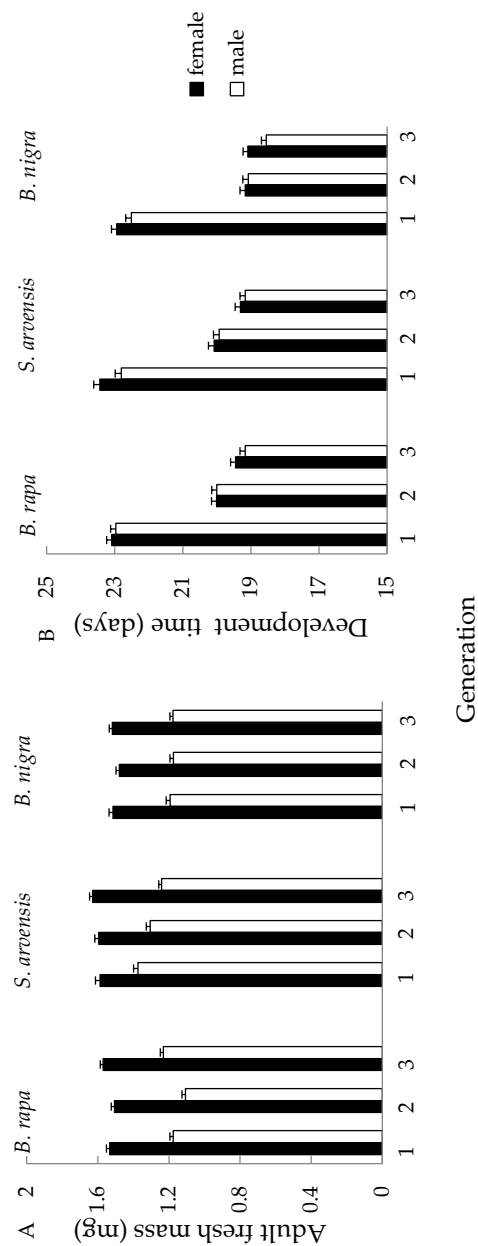 A
B. rapa
S. arvensis
B. nigra
Adult fresh mass (mg)
2
1.6
1.2
0.8
0.4
0
1 2 3 1 2 3 1 2 3
B
B. rapa
S. arvensis
B. nigra
Development time (days)
25
23
21
19
17
15
1 2 3 1 2 3 1 2 3
female
male
Generation